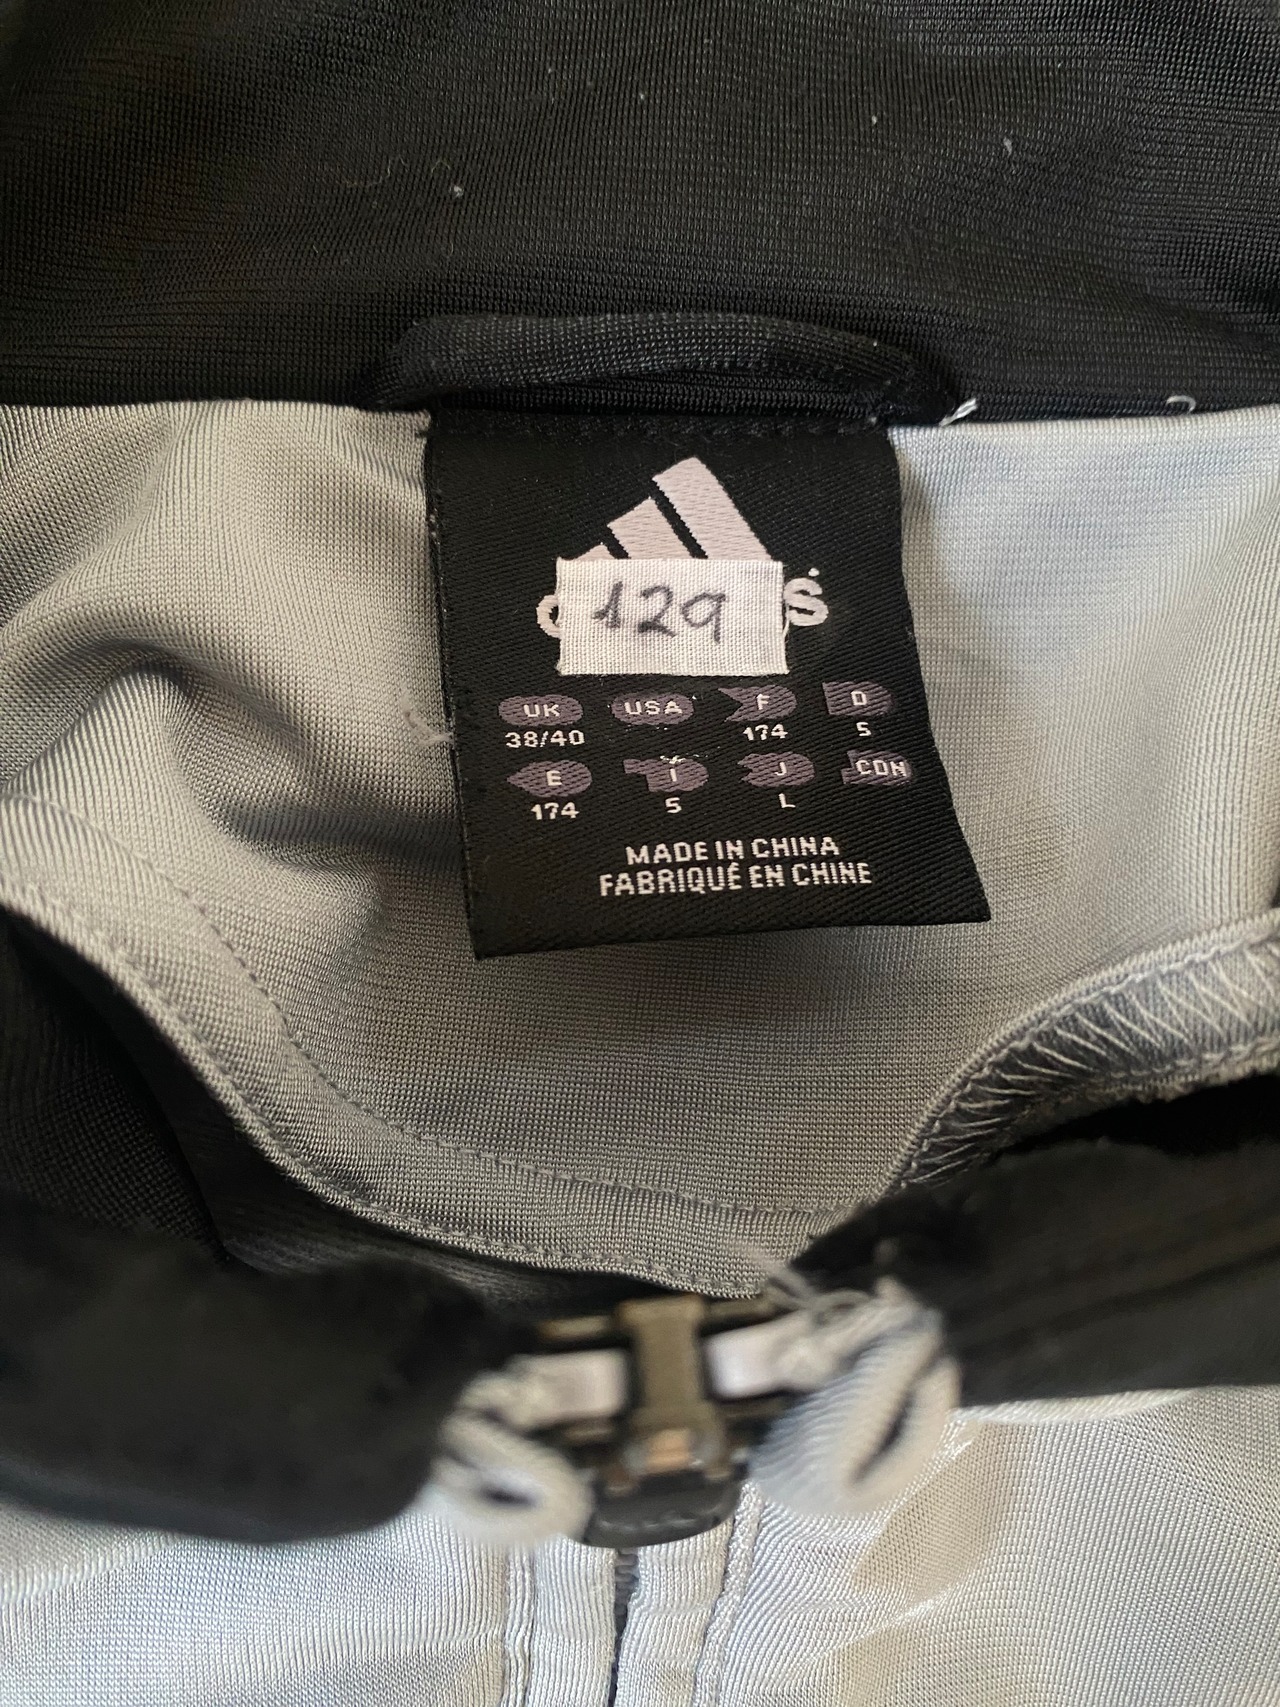 129
s
UK USA F D
38/40 174 5
E I J CDN
174 5 L
MADE IN CHINA
FABRIQUÉ EN CHINE